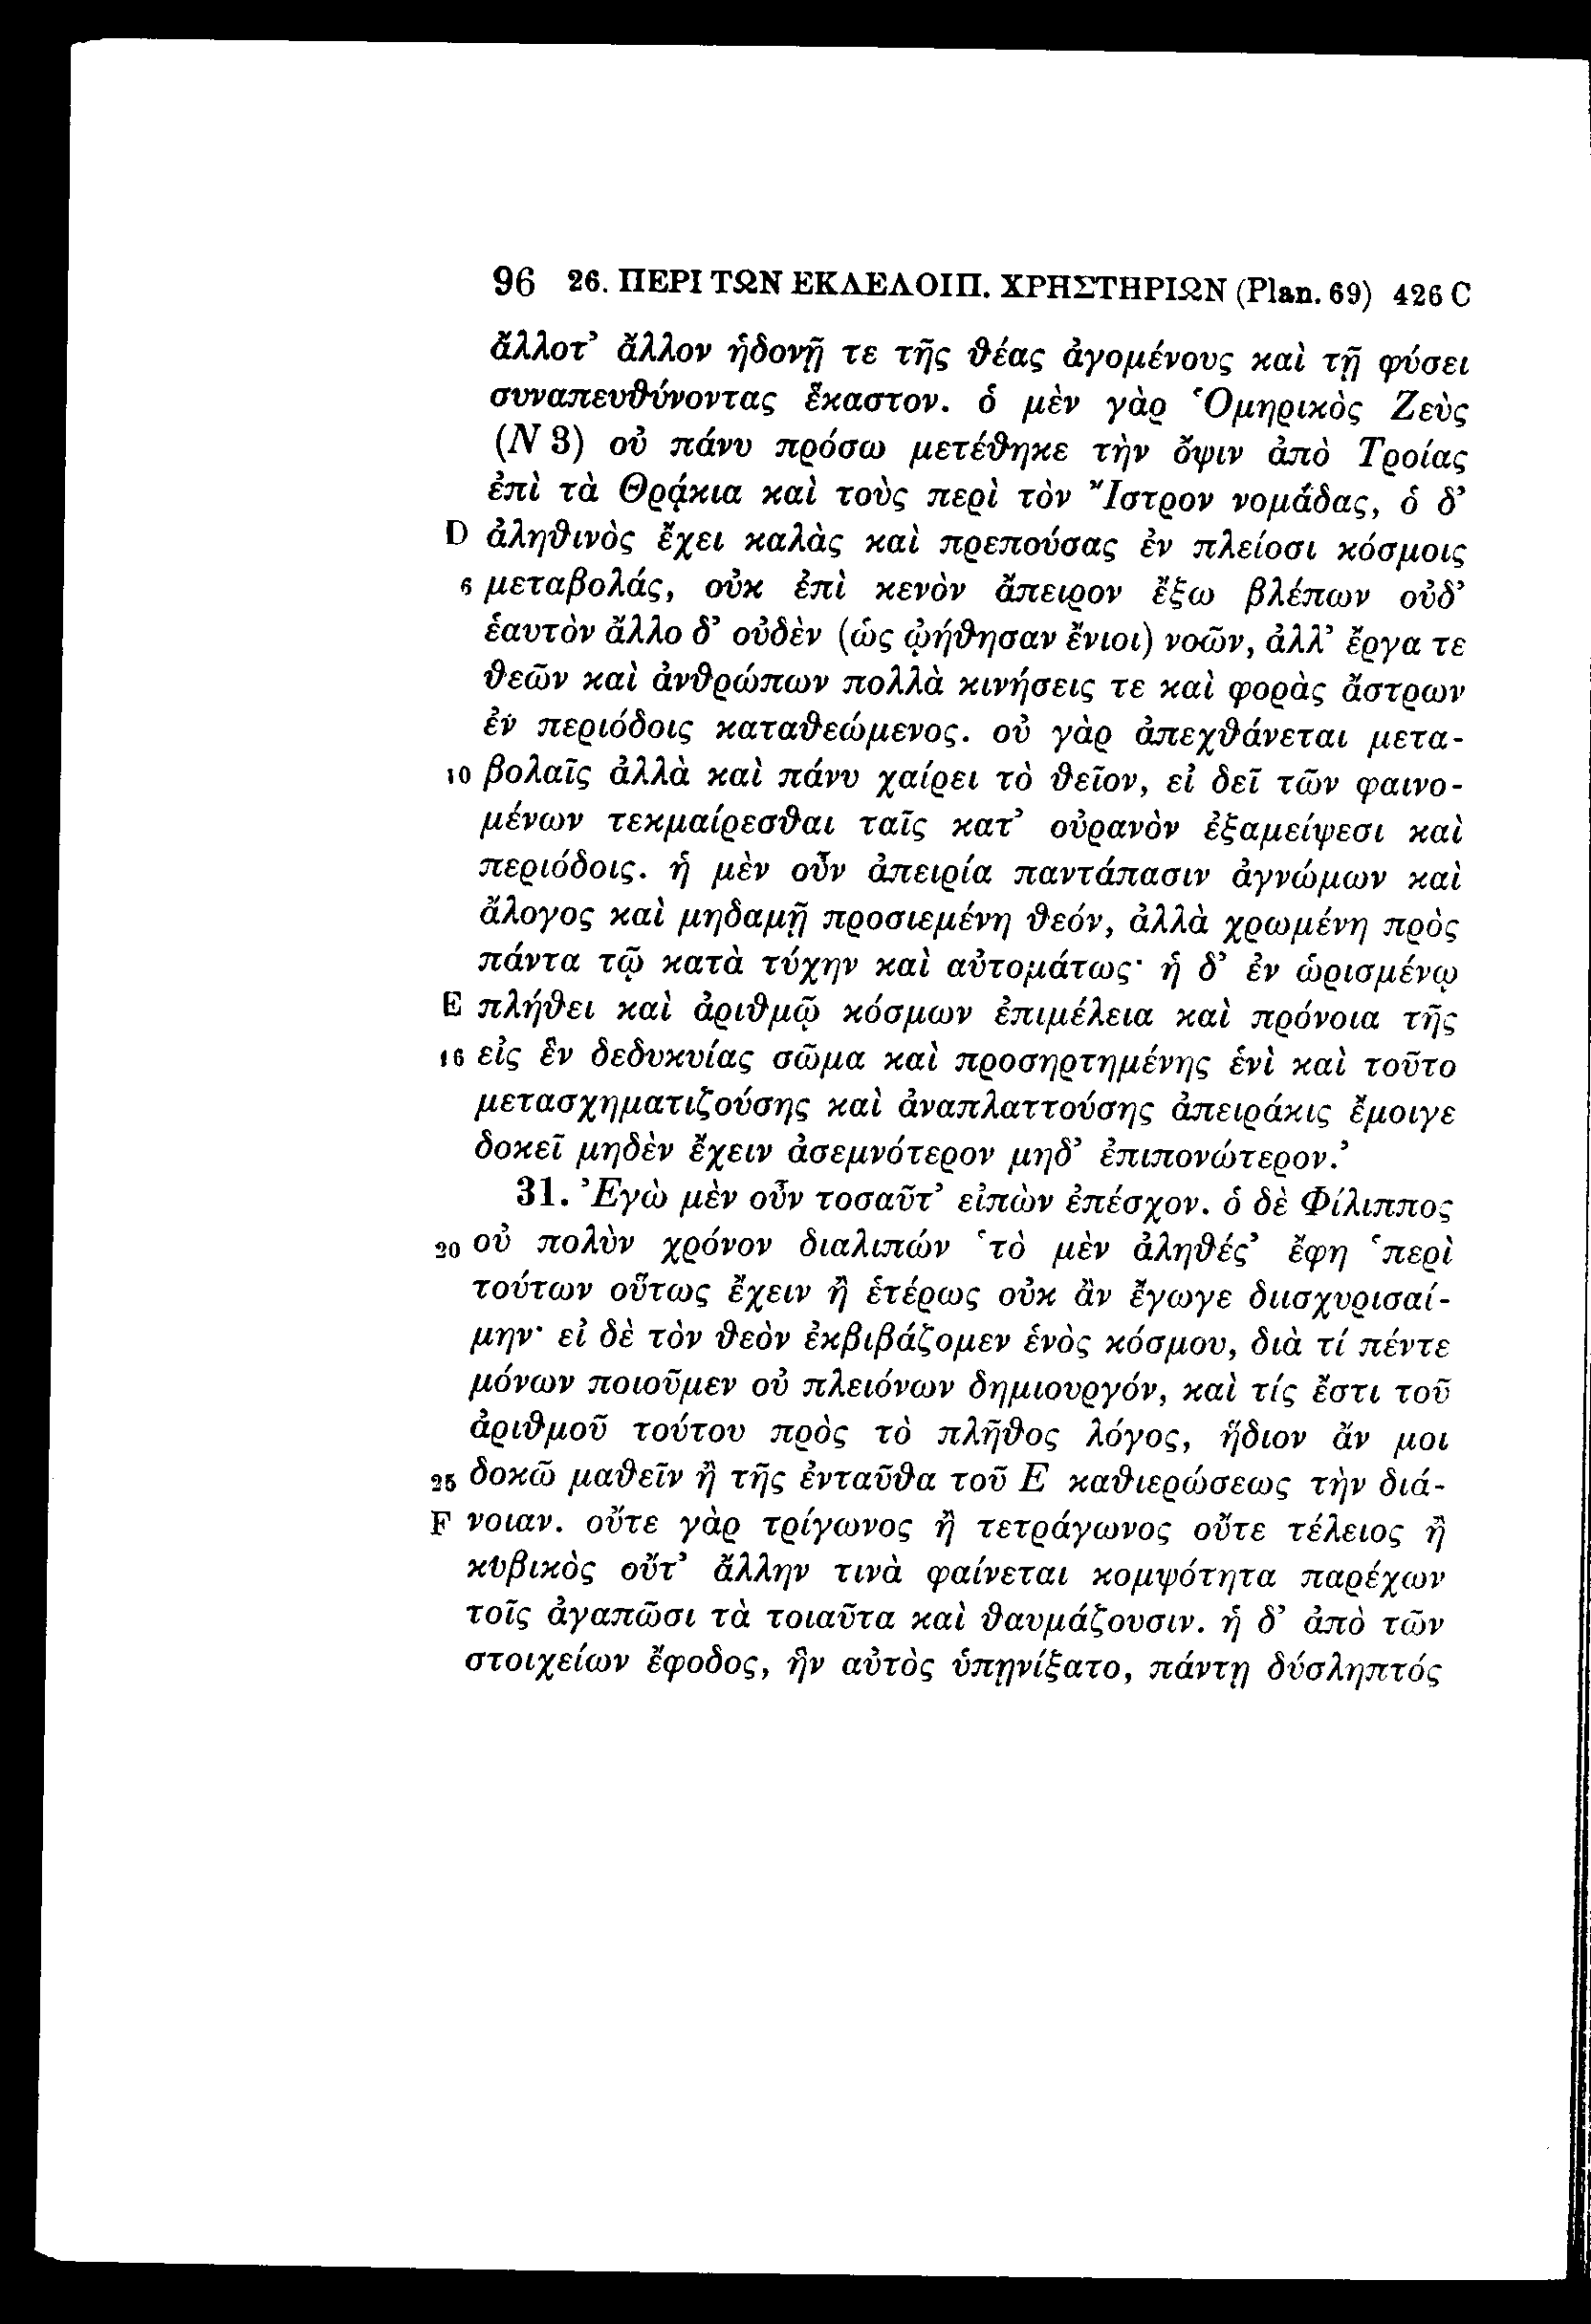 96 26. ΠΕΡΙ ΤΩΝ ΕΚΛΕΛΟΙΠ. ΧΡΗΣΤΗΡΙΩΝ (Plan. 69) 426 C
ἄλλοτ’ ἄλλον ἡδονῇ τε τῆς θέας ἀγομένους καὶ τῇ φύσει
συναπευθύνοντας ἕκαστον. ὁ μὲν γὰρ Ὁμηρικὸς Ζεὺς
(N 3) οὐ πάνυ πρόσω μετέθηκε τὴν ὄψιν ἀπὸ Τροίας
ἐπὶ τὰ Θρᾴκια καὶ τοὺς περὶ τὸν Ἴστρον νομάδας, ὁ δ’
D ἀληθινὸς ἔχει καλὰς καὶ πρεπούσας ἐν πλείοσι κόσμοις
6 μεταβολάς, οὐκ ἐπὶ κενὸν ἄπειρον ἔξω βλέπων οὐδ’
ἑαυτὸν ἄλλο δ’ οὐδὲν (ὡς ᾠήθησαν ἔνιοι) νοῶν, ἀλλ’ ἔργα τε
θεῶν καὶ ἀνθρώπων πολλὰ κινήσεις τε καὶ φορὰς ἄστρων
ἐν περιόδοις καταθεώμενος. οὐ γὰρ ἀπεχθάνεται μετα-
10 βολαῖς ἀλλὰ καὶ πάνυ χαίρει τὸ θεῖον, εἰ δεῖ τῶν φαινο-
μένων τεκμαίρεσθαι ταῖς κατ’ οὐρανὸν ἐξαμείψεσι καὶ
περιόδοις. ἡ μὲν οὖν ἀπειρία παντάπασιν ἀγνώμων καὶ
ἄλογος καὶ μηδαμῇ προσιεμένη θεόν, ἀλλὰ χρωμένη πρὸς
πάντα τῷ κατὰ τύχην καὶ αὐτομάτως· ἡ δ’ ἐν ὡρισμένῳ
E πλήθει καὶ ἀριθμῷ κόσμων ἐπιμέλεια καὶ πρόνοια τῆς
16 εἰς ἓν δεδυκυίας σῶμα καὶ προσηρτημένης ἑνὶ καὶ τοῦτο
μετασχηματιζούσης καὶ ἀναπλαττούσης ἀπειράκις ἔμοιγε
δοκεῖ μηδὲν ἔχειν ἀσεμνότερον μηδ’ ἐπιπονώτερον.’
31. Ἐγὼ μὲν οὖν τοσαῦτ’ εἰπὼν ἐπέσχον. ὁ δὲ Φίλιππος
20 οὐ πολὺν χρόνον διαλιπών ‘τὸ μὲν ἀληθές’ ἔφη ‘περὶ
τούτων οὕτως ἔχειν ἢ ἑτέρως οὐκ ἂν ἔγωγε διισχυρισαί-
μην· εἰ δὲ τὸν θεὸν ἐκβιβάζομεν ἑνὸς κόσμου, διὰ τί πέντε
μόνων ποιοῦμεν οὐ πλειόνων δημιουργόν, καὶ τίς ἔστι τοῦ
ἀριθμοῦ τούτου πρὸς τὸ πλῆθος λόγος, ἥδιον ἄν μοι
25 δοκῶ μαθεῖν ἢ τῆς ἐνταῦθα τοῦ Ε καθιερώσεως τὴν διά-
F νοιαν. οὔτε γὰρ τρίγωνος ἢ τετράγωνος οὔτε τέλειος ἢ
κυβικὸς οὔτ’ ἄλλην τινὰ φαίνεται κομψότητα παρέχων
τοῖς ἀγαπῶσι τὰ τοιαῦτα καὶ θαυμάζουσιν. ἡ δ’ ἀπὸ τῶν
στοιχείων ἔφοδος, ἣν αὐτὸς ὑπῃνίξατο, πάντῃ δύσληπτός